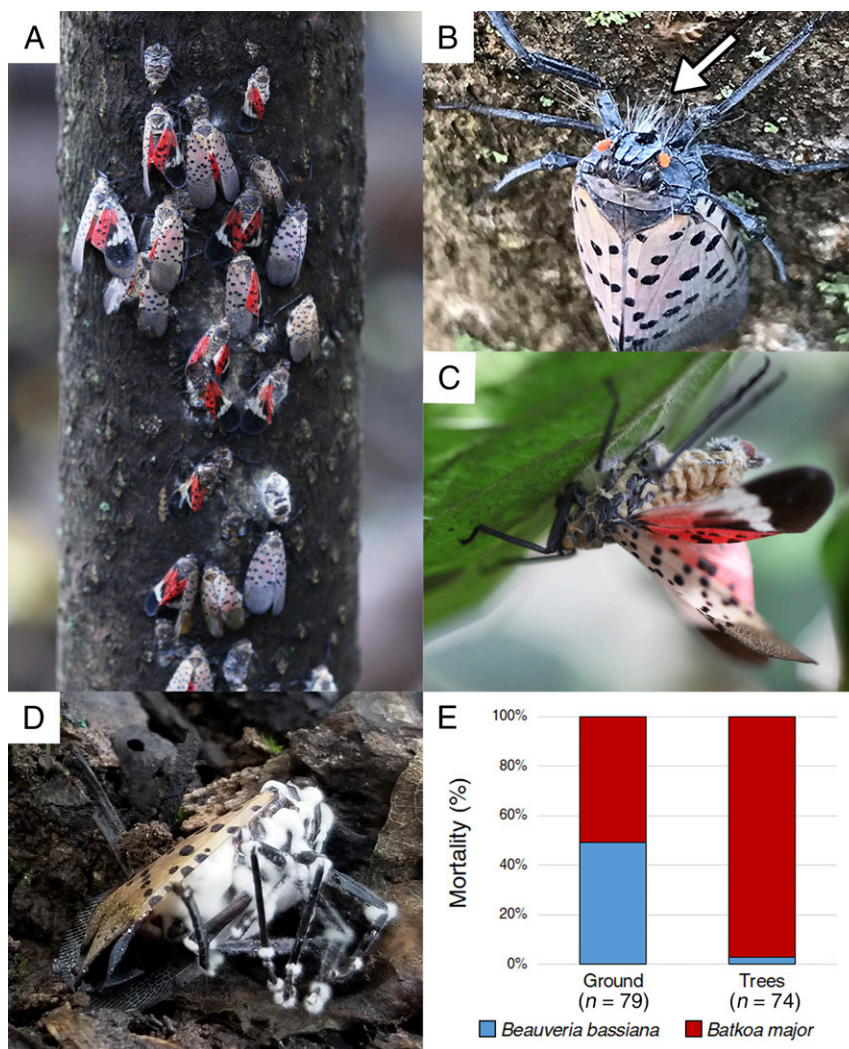 A
B
C
D
E
100%
80%
60%
40%
20%
0%
Mortality (%)
Ground
(n = 79)
Trees
(n = 74)
Beauveria bassiana
Batkoa major